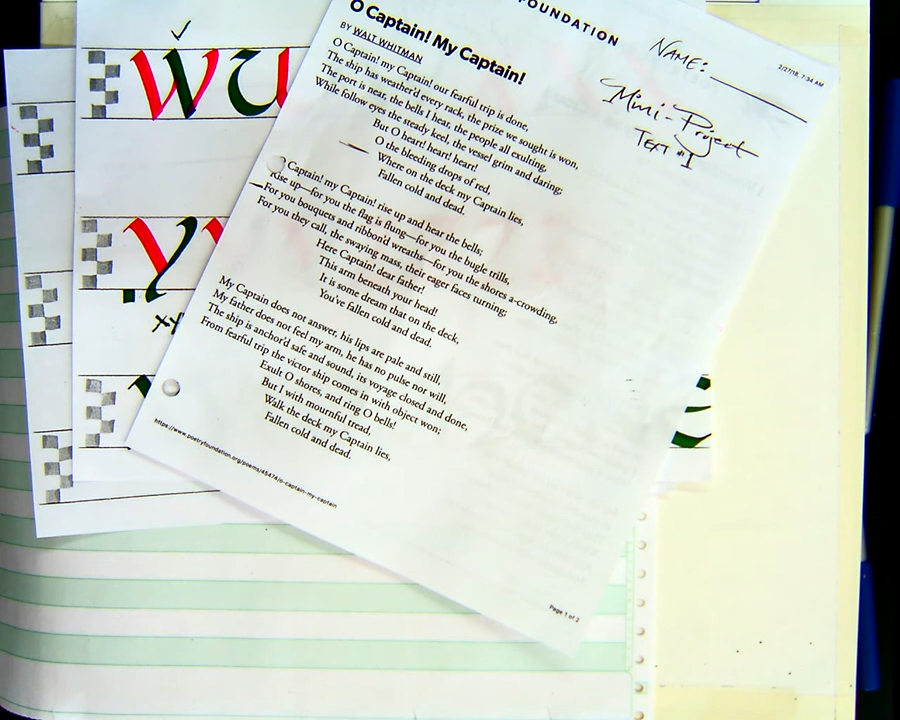 FOUNDATION
NAME:
2/27/18, 7:34 AM
Mini-Project
TEXT #1
O Captain! My Captain!
BY WALT WHITMAN
O Captain! my Captain! our fearful trip is done,
The ship has weather'd every rack, the prize we sought is won,
The port is near, the bells I hear, the people all exulting,
While follow eyes the steady keel, the vessel grim and daring;
But O heart! heart! heart!
O the bleeding drops of red,
Where on the deck my Captain lies,
Fallen cold and dead.
Captain! my Captain! rise up and hear the bells;
Rise up—for you the flag is flung—for you the bugle trills,
For you bouquets and ribbon'd wreaths—for you the shores a-crowding,
For you they call, the swaying mass, their eager faces turning;
Here Captain! dear father!
This arm beneath your head!
It is some dream that on the deck,
You've fallen cold and dead.
My Captain does not answer, his lips are pale and still,
My father does not feel my arm, he has no pulse nor will,
The ship is anchor'd safe and sound, its voyage closed and done,
From fearful trip the victor ship comes in with object won;
Exult O shores, and ring O bells!
But I with mournful tread,
Walk the deck my Captain lies,
Fallen cold and dead.
https://www.poetryfoundation.org/poems/45474/o-captain-my-captain
Page 1 of 2